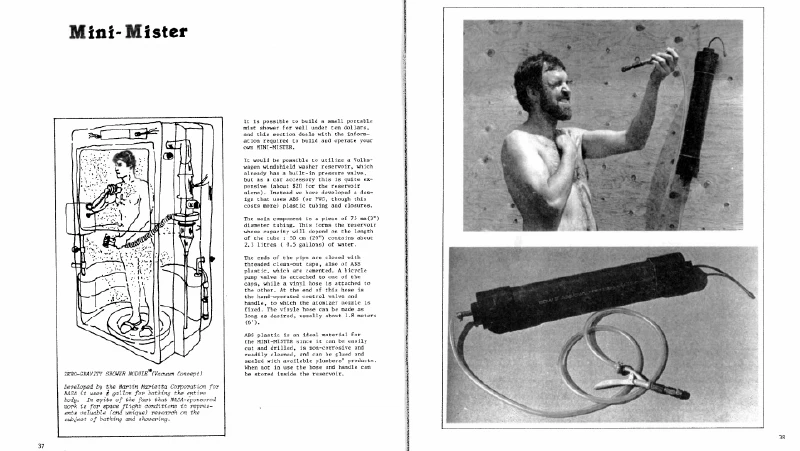 Mini-Mister
It is possible to build a small portable
mist shower for well under ten dollars,
and this section deals with the inform-
ation required to build and operate your
own MINI-MISTER.
It would be possible to utilize a Volks-
wagen windshield washer reservoir, which
already has a built-in pressure valve,
but as a car accessory this is quite ex-
pensive (about $20 for the reservoir
alone). Instead we have developed a des-
ign that uses ABS (or PVC, though this
costs more) plastic tubing and closures.
The main component is a piece of 75 mm(3")
diameter tubing. This forms the reservoir
whose capacity will depend on the length
of the tube : 50 cm (20") contains about
2.1 litres ( 0.5 gallons) of water.
The ends of the pipe are closed with
threaded clean-out caps, also of ABS
plastic, which are cemented. A bicycle
pump valve is attached to one of the
caps, while a vinyl hose is attached to
the other. At the end of this hose is
the hand-operated control valve and
handle, to which the atomizer nozzle is
fixed. The vinyl hose can be made as
long as desired, usually about 1.8 meters
(6').
ABS plastic is an ideal material for
the MINI-MISTER since it can be easily
cut and drilled, is non-corrosive and
readily cleaned, and can be glued and
sealed with available plumbers' products.
When not in use the hose and handle can
be stored inside the reservoir.
ZERO-GRAVITY SHOWER MODULE (Vacuum Concept)
Developed by the Martin Marietta Corporation for
NASA it uses gallon for bathing the entire
body. In spite of the fact that NASA-sponsored
work is for space flight conditions it repres-
ents valuable (and unique) research on the
subject of bathing and showering.
37
38